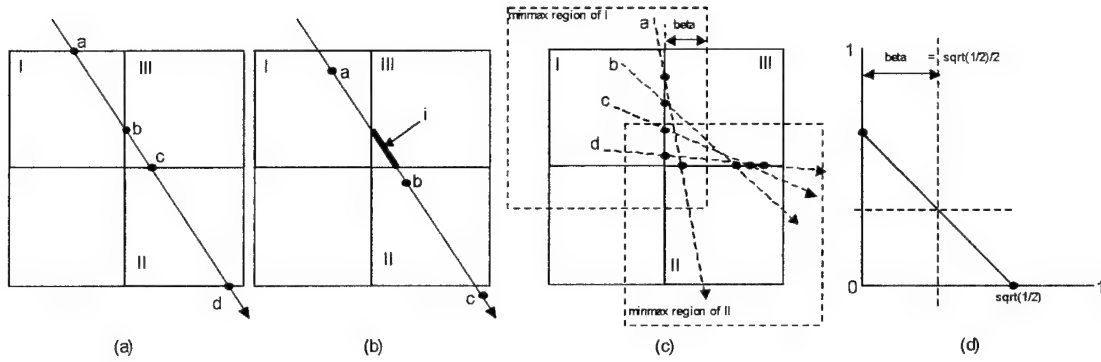 a
I
III
b
c
II
d
(a)
I
III
a
i
b
II
c
(b)
minmax region of I
a
beta
I
III
b
c
d
II
minmax region of II
(c)
1
beta = sqrt(1/2)/2
0
sqrt(1/2)
1
(d)